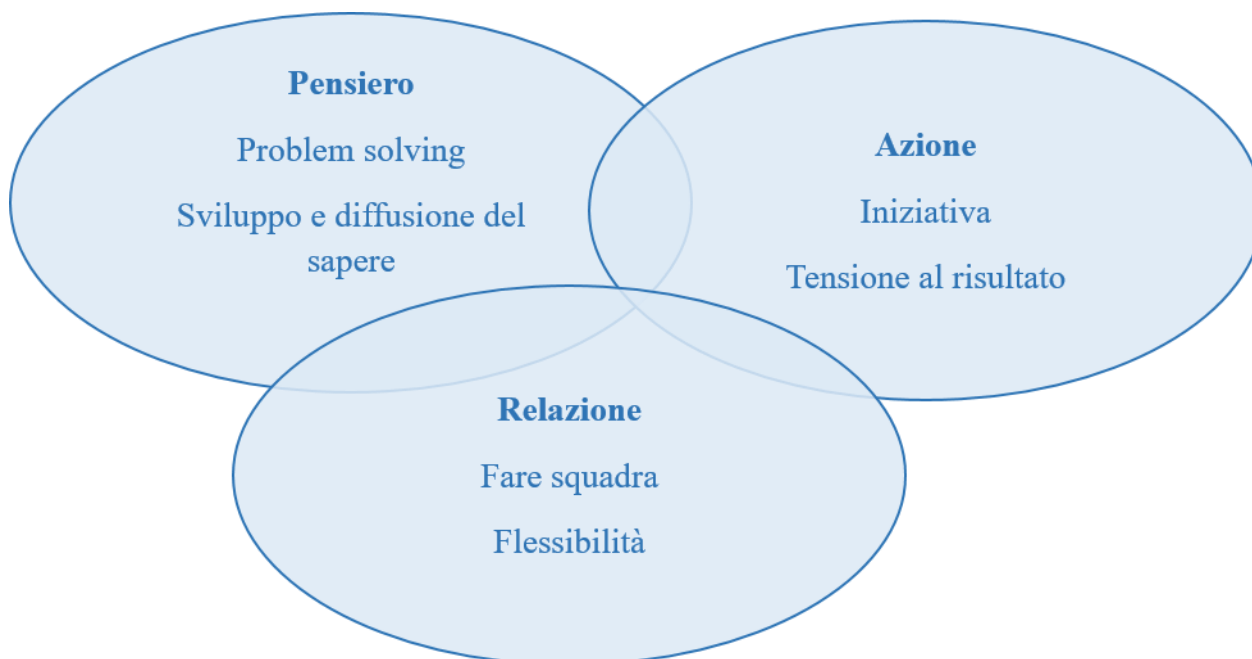 Pensiero
Problem solving
Sviluppo e diffusione del
sapere
Azione
Iniziativa
Tensione al risultato
Relazione
Fare squadra
Flessibilità